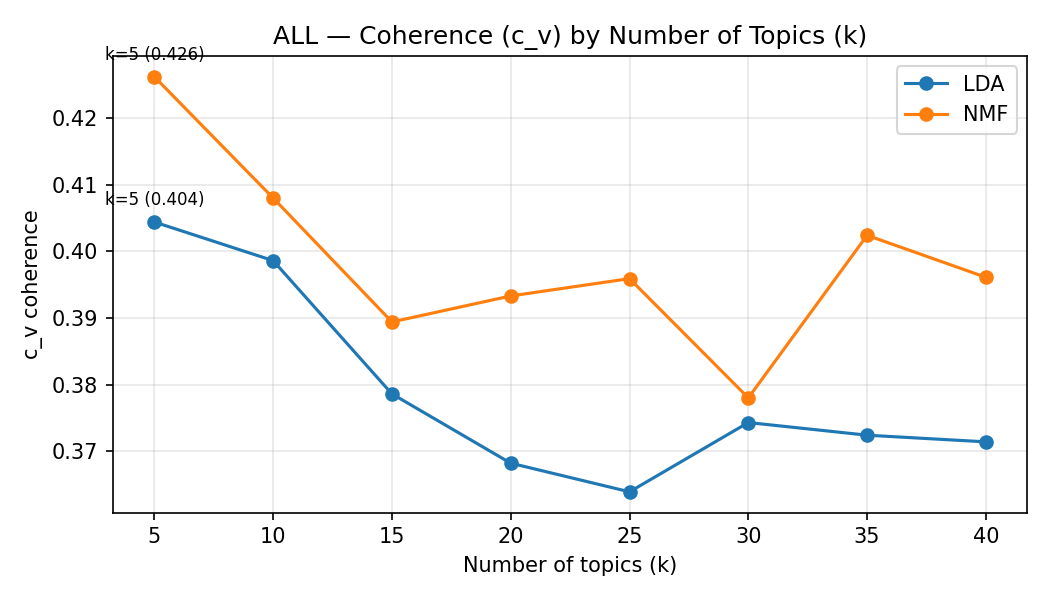 ALL — Coherence (c_v) by Number of Topics (k)
k=5 (0.426)
k=5 (0.404)
LDA
NMF
c_v coherence
0.42
0.41
0.40
0.39
0.38
0.37
5 10 15 20 25 30 35 40
Number of topics (k)